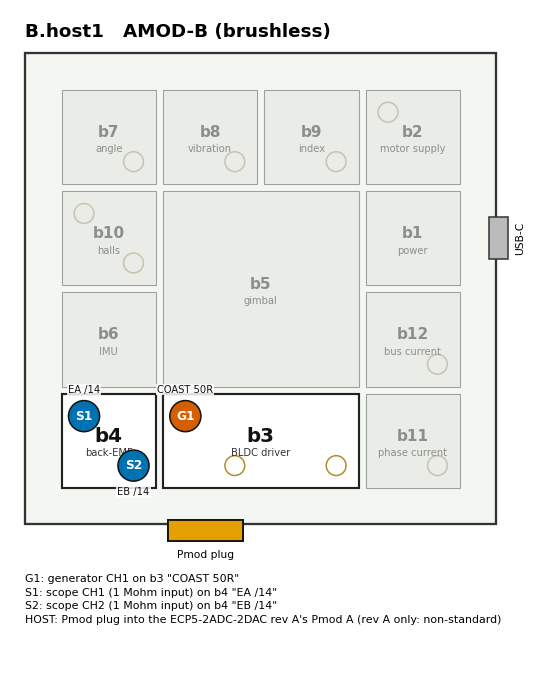 B.host1 AMOD-B (brushless)
b7
angle
b8
vibration
b9
index
b2
motor supply
b10
halls
b5
gimbal
b1
power
USB-C
b6
IMU
b12
bus current
EA /14
COAST 50R
S1
G1
b4
back-EMF
S2
EB /14
b3
BLDC driver
b11
phase current
Pmod plug
G1: generator CH1 on b3 "COAST 50R"
S1: scope CH1 (1 Mohm input) on b4 "EA /14"
S2: scope CH2 (1 Mohm input) on b4 "EB /14"
HOST: Pmod plug into the ECP5-2ADC-2DAC rev A's Pmod A (rev A only: non-standard)